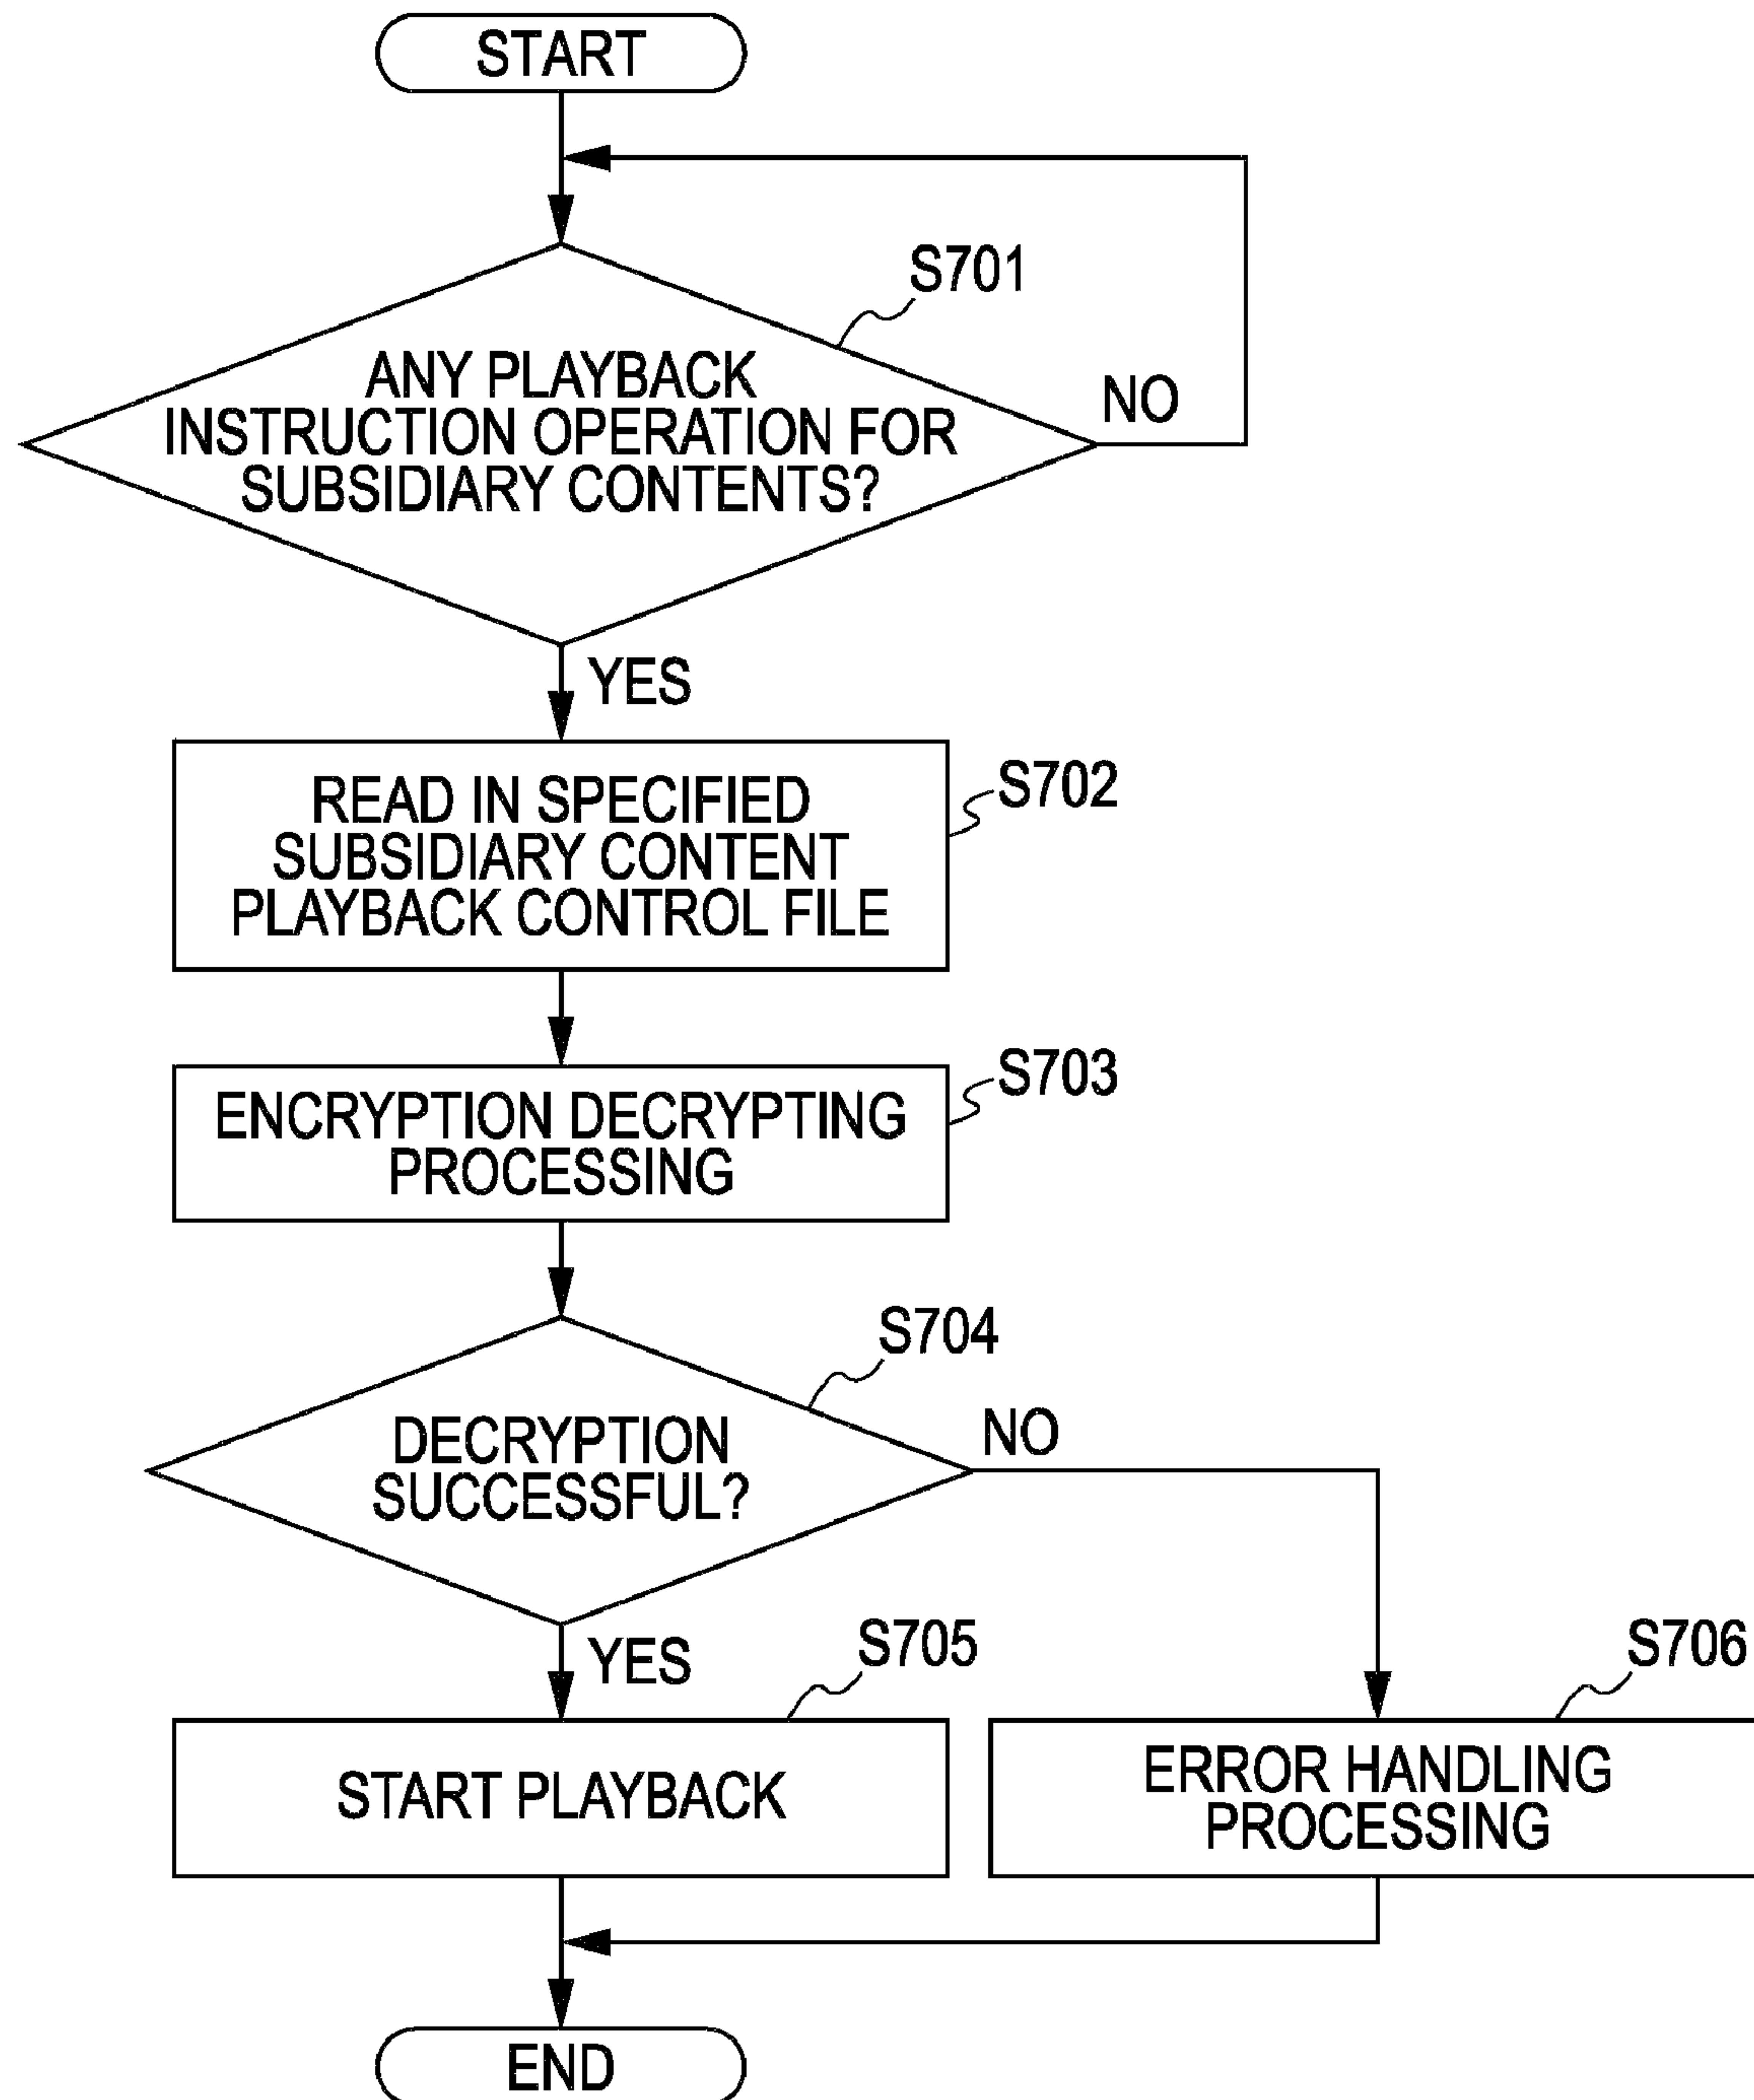 START
S701
ANY PLAYBACK
INSTRUCTION OPERATION FOR
SUBSIDIARY CONTENTS?
NO
YES
READ IN SPECIFIED
SUBSIDIARY CONTENT
PLAYBACK CONTROL FILE
S702
ENCRYPTION DECRYPTING
PROCESSING
S703
S704
DECRYPTION
SUCCESSFUL?
NO
YES
S705
START PLAYBACK
S706
ERROR HANDLING
PROCESSING
END